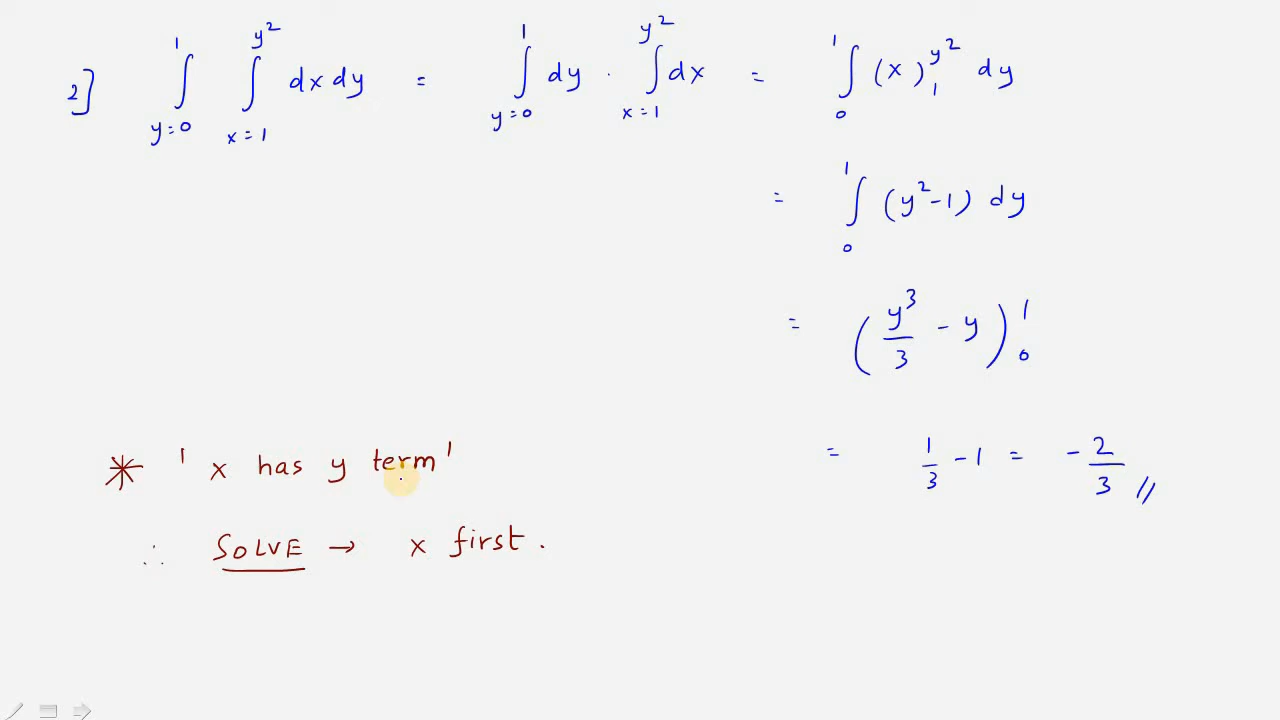 2] ∫_{y=0}^{1} ∫_{x=1}^{y²} dx dy = ∫_{y=0}^{1} dy . ∫_{x=1}^{y²} dx = ∫_{0}^{1} (x)_{1}^{y²} dy
= ∫_{0}^{1} (y²-1) dy
= (y³/3 - y)_{0}^{1}
= 1/3 - 1 = -2/3 //
* ' x has y term '
∴ SOLVE → x first .